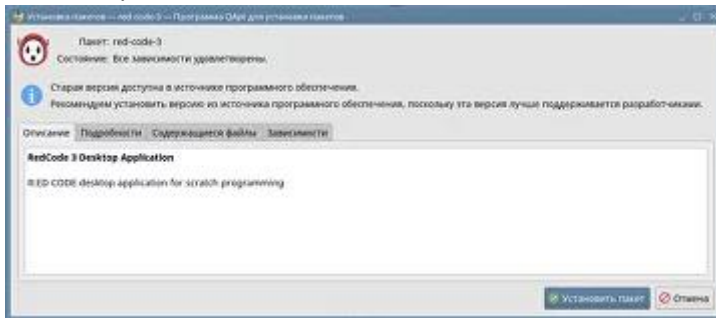 Установка пакетов — red-code-3 — Программа QApt для установки пакетов
Пакет: red-code-3
Состояние: Все зависимости удовлетворены.
Старая версия доступна в источнике программного обеспечения.
Рекомендуем установить версию из источника программного обеспечения, поскольку эта версия лучше поддерживается разработчиками.
Описание Подробности Содержащиеся файлы Зависимости
RedCode 3 Desktop Application
R:ED CODE desktop application for scratch programming
Установить пакет Отмена